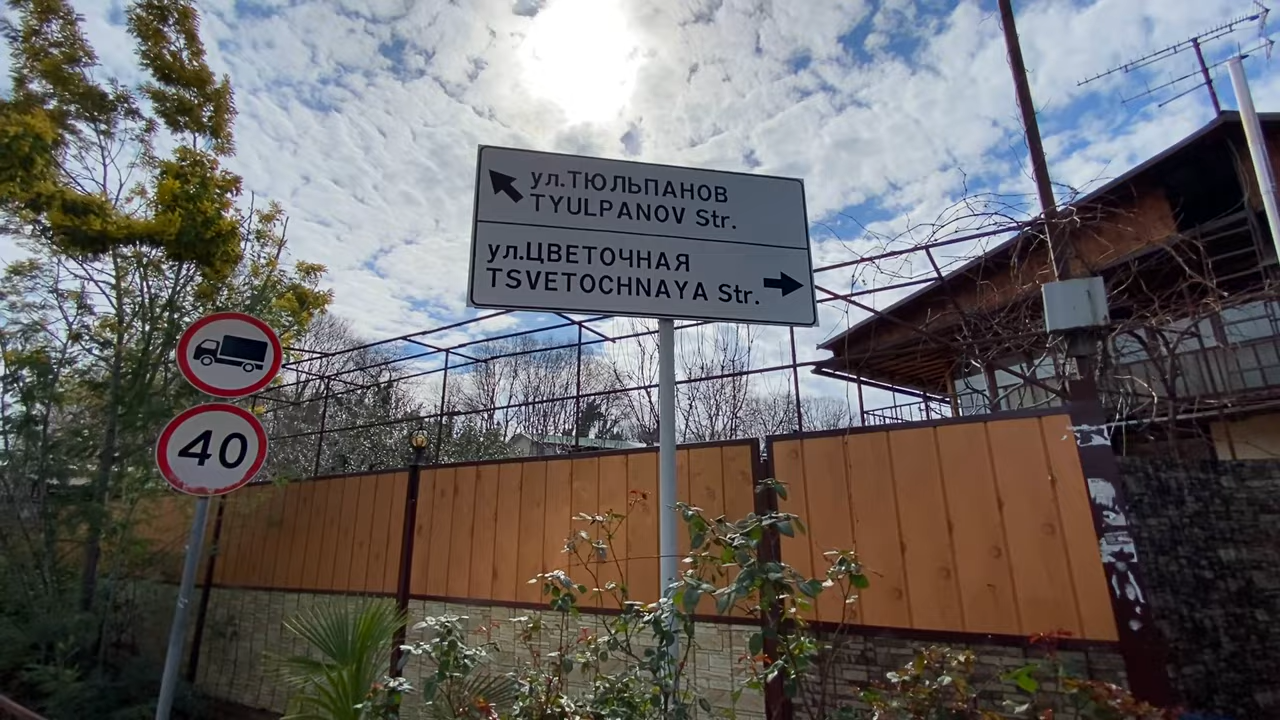 ул.ТЮЛЬПАНОВ
TYULPANOV Str.
ул.ЦВЕТОЧНАЯ
TSVETOCHNAYA Str.
40